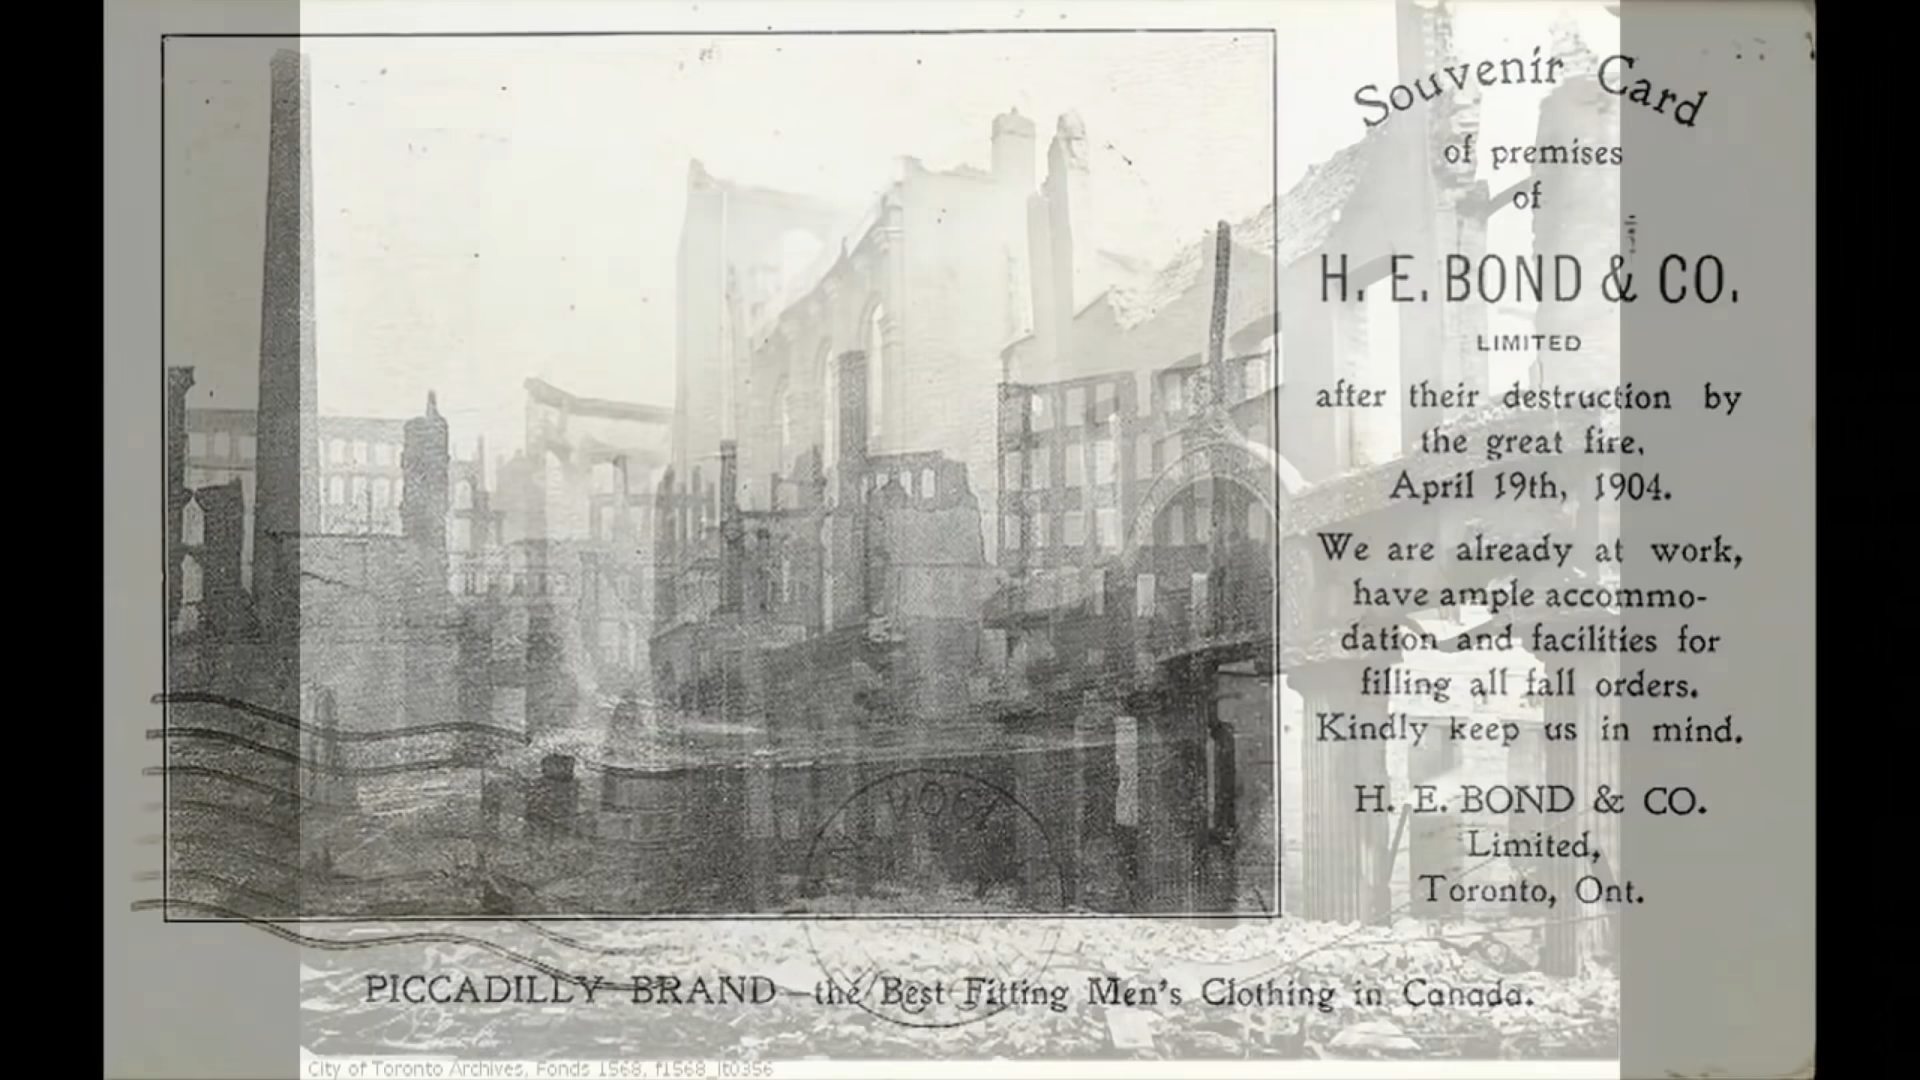 Souvenir Card
of premises
of
H. E. BOND & CO.
LIMITED
after their destruction by
the great fire,
April 19th, 1904.
We are already at work,
have ample accommo-
dation and facilities for
filling all fall orders.
Kindly keep us in mind.
H. E. BOND & CO.
Limited,
Toronto, Ont.
PICCADILLY BRAND—the Best Fitting Men's Clothing in Canada.
City of Toronto Archives, Fonds 1568, f1568_it0356